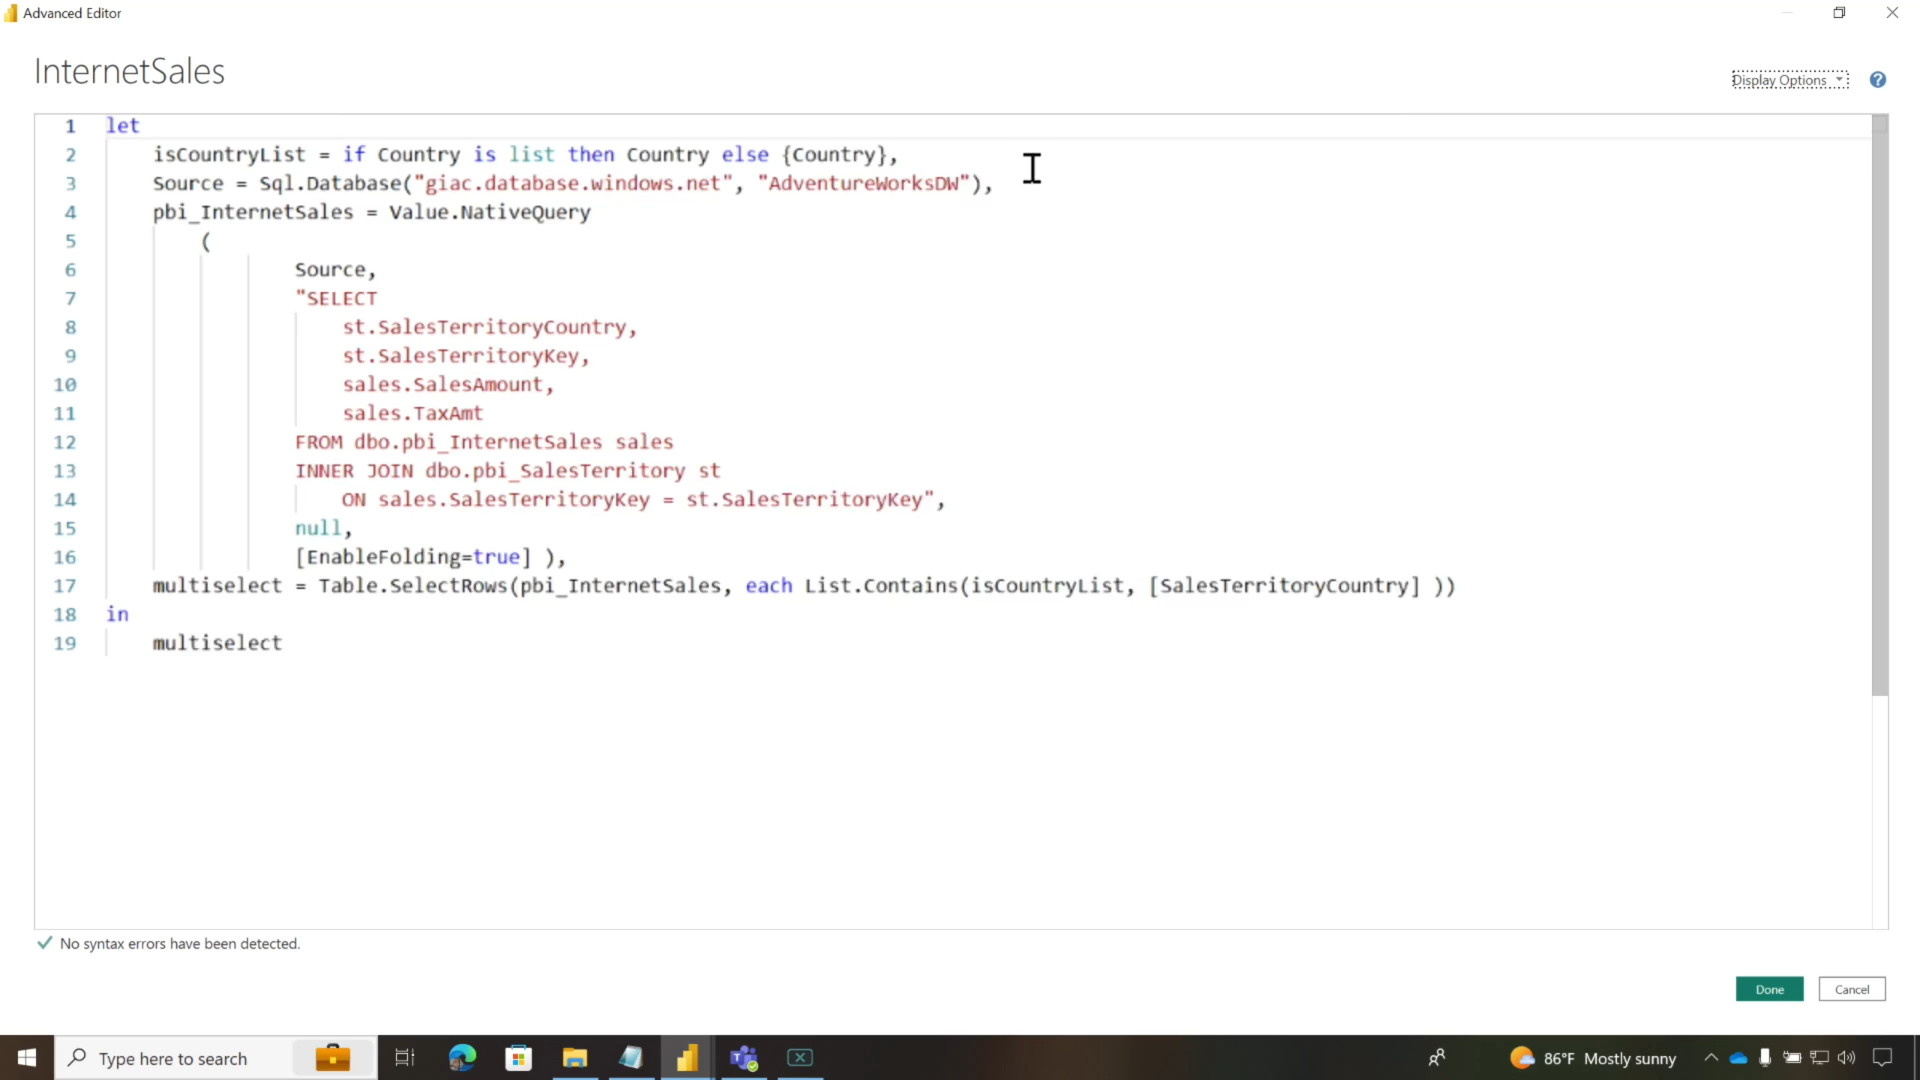 Advanced Editor
InternetSales
Display Options
?
1 let
2 isCountryList = if Country is list then Country else {Country},
3 Source = Sql.Database("giac.database.windows.net", "AdventureWorksDW"),
4 pbi_InternetSales = Value.NativeQuery
5 (
6 Source,
7 "SELECT
8 st.SalesTerritoryCountry,
9 st.SalesTerritoryKey,
10 sales.SalesAmount,
11 sales.TaxAmt
12 FROM dbo.pbi_InternetSales sales
13 INNER JOIN dbo.pbi_SalesTerritory st
14 ON sales.SalesTerritoryKey = st.SalesTerritoryKey",
15 null,
16 [EnableFolding=true] ),
17 multiselect = Table.SelectRows(pbi_InternetSales, each List.Contains(isCountryList, [SalesTerritoryCountry] ))
18 in
19 multiselect
No syntax errors have been detected.
Done
Cancel
Type here to search
86°F Mostly sunny